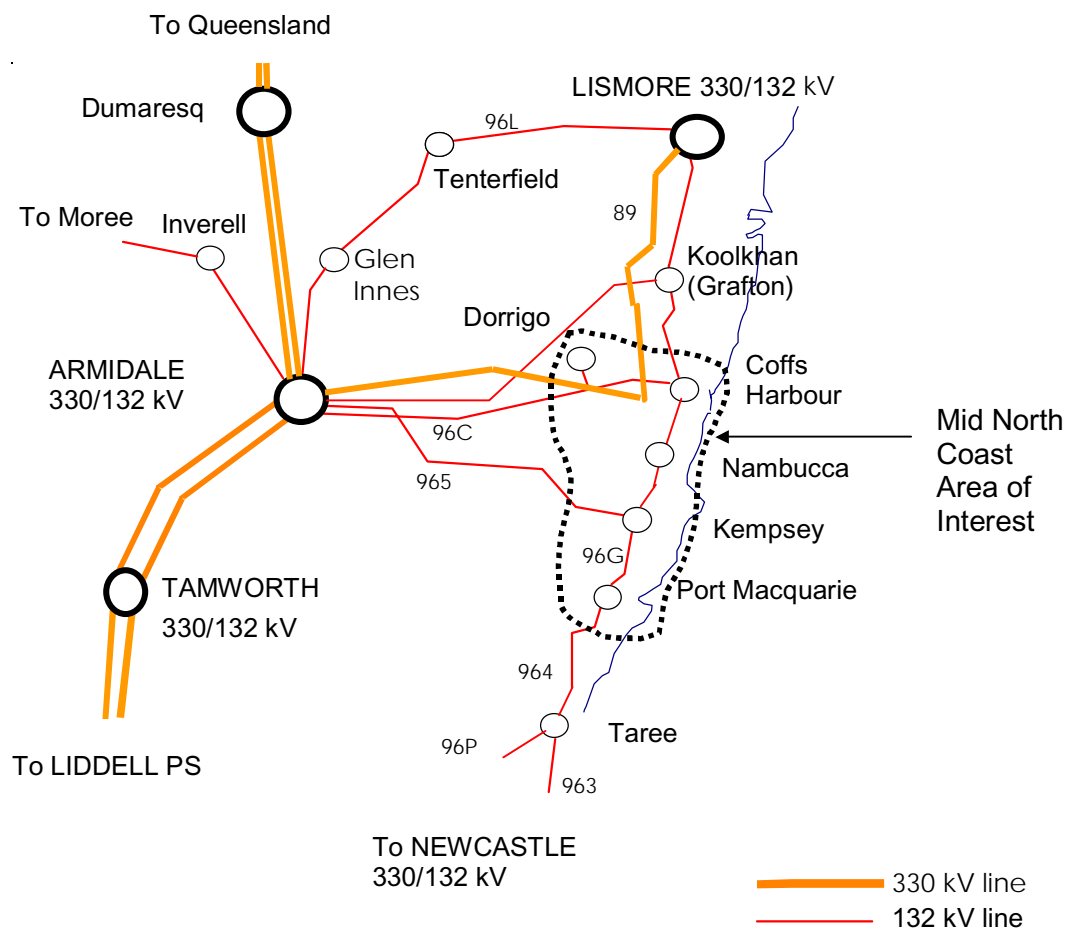 To Queensland
Dumaresq
LISMORE 330/132 kV
96L
Tenterfield
89
To Moree
Inverell
Glen
Innes
Koolkhan
(Grafton)
Dorrigo
ARMIDALE
330/132 kV
Coffs
Harbour
96C
965
Nambucca
Mid North
Coast
Area of
Interest
Kempsey
96G
Port Macquarie
TAMWORTH
330/132 kV
964
Taree
96P
963
To LIDDELL PS
To NEWCASTLE
330/132 kV
330 kV line
132 kV line